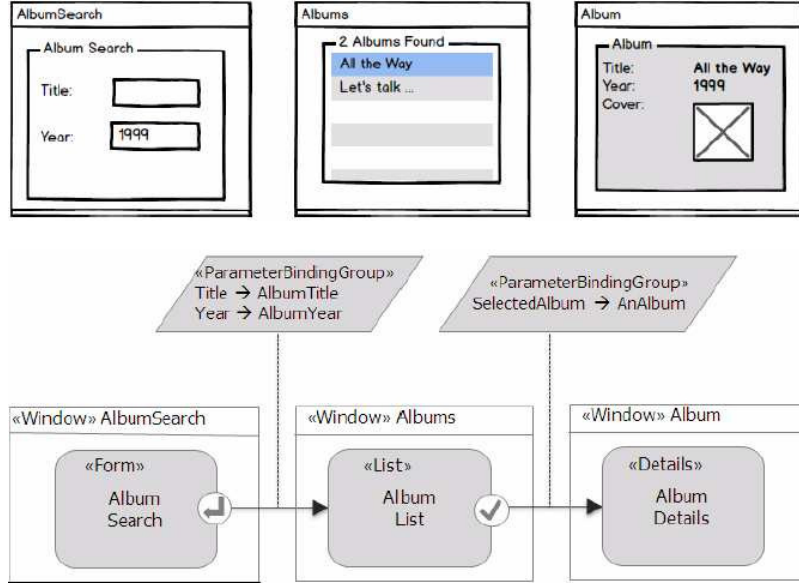 AlbumSearch
Album Search
Title:
Year:
1999
Albums
2 Albums Found
All the Way
Let's talk ...
Album
Album
Title: All the Way
Year: 1999
Cover:
«ParameterBindingGroup»
Title → AlbumTitle
Year → AlbumYear
«ParameterBindingGroup»
SelectedAlbum → AnAlbum
«Window» AlbumSearch
«Form»
Album
Search
«Window» Albums
«List»
Album
List
«Window» Album
«Details»
Album
Details